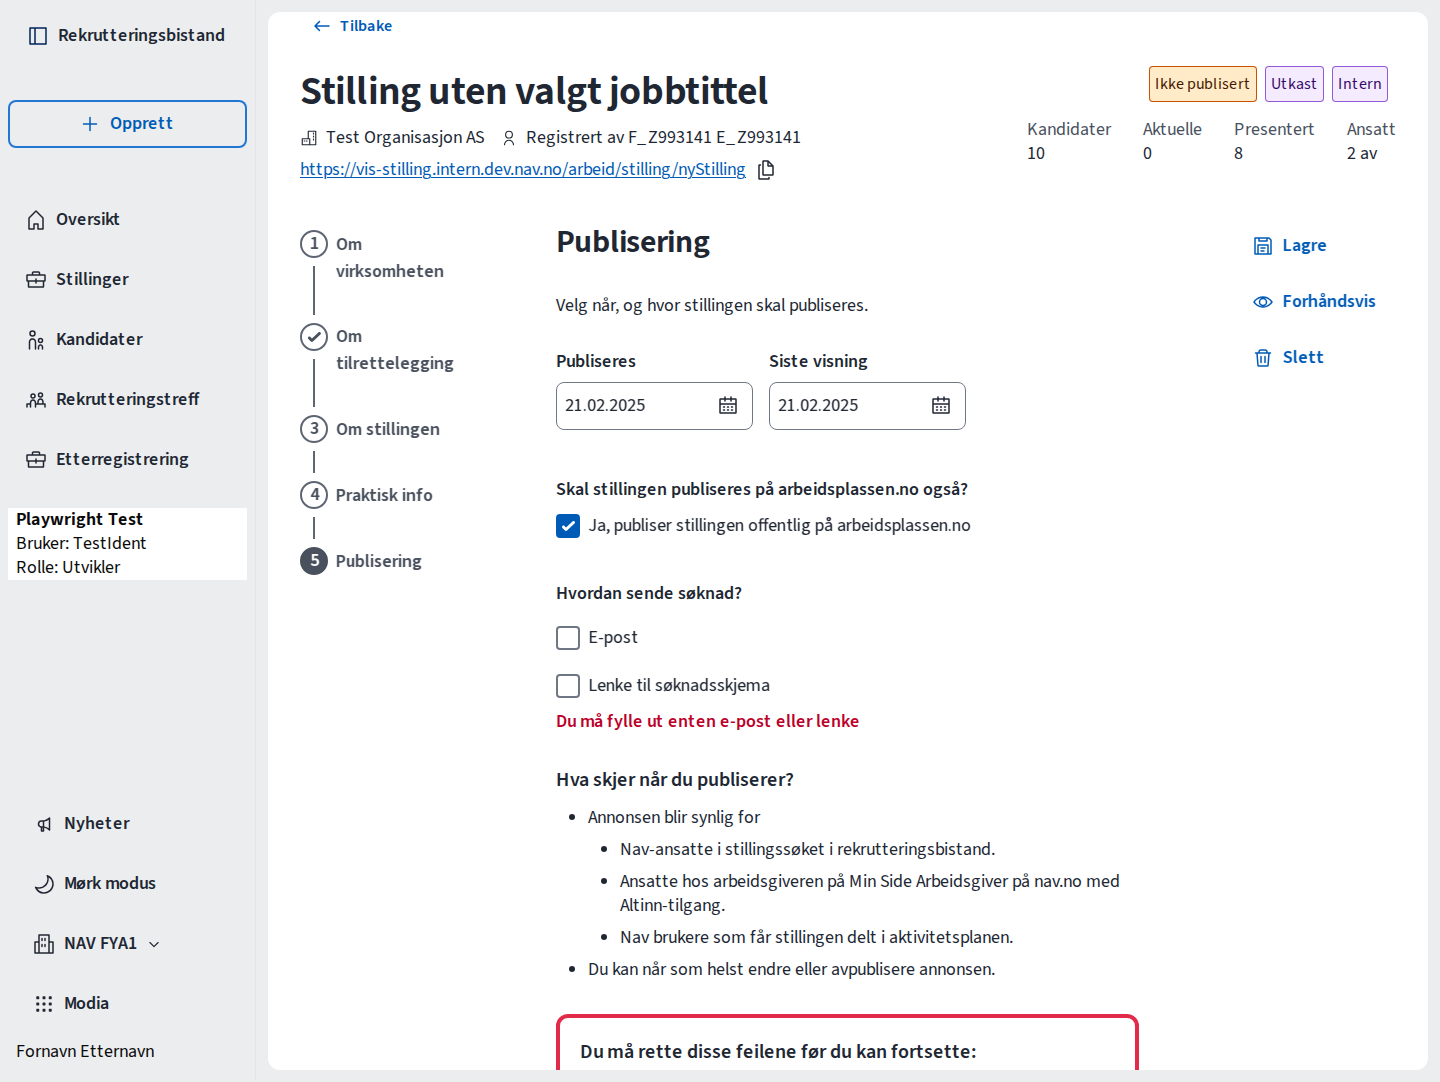 Rekrutteringsbistand
Opprett
Oversikt
Stillinger
Kandidater
Rekrutteringstreff
Etterregistrering
Playwright Test
Bruker: TestIdent
Rolle: Utvikler
Nyheter
Mørk modus
NAV FYA1
Modia
Fornavn Etternavn
Tilbake
Stilling uten valgt jobbtittel
Test Organisasjon AS Registrert av F_Z993141 E_Z993141
https://vis-stilling.intern.dev.nav.no/arbeid/stilling/nyStilling
Ikke publisert Utkast Intern
Kandidater Aktuelle Presentert Ansatt
10 0 8 2 av
1 Om
virksomheten
Om
tilrettelegging
3 Om stillingen
4 Praktisk info
5 Publisering
Publisering
Velg når, og hvor stillingen skal publiseres.
Publiseres Siste visning
21.02.2025 21.02.2025
Skal stillingen publiseres på arbeidsplassen.no også?
Ja, publiser stillingen offentlig på arbeidsplassen.no
Hvordan sende søknad?
E-post
Lenke til søknadsskjema
Du må fylle ut enten e-post eller lenke
Hva skjer når du publiserer?
Annonsen blir synlig for
Nav-ansatte i stillingssøket i rekrutteringsbistand.
Ansatte hos arbeidsgiveren på Min Side Arbeidsgiver på nav.no med
Altinn-tilgang.
Nav brukere som får stillingen delt i aktivitetsplanen.
Du kan når som helst endre eller avpublisere annonsen.
Du må rette disse feilene før du kan fortsette:
Lagre
Forhåndsvis
Slett